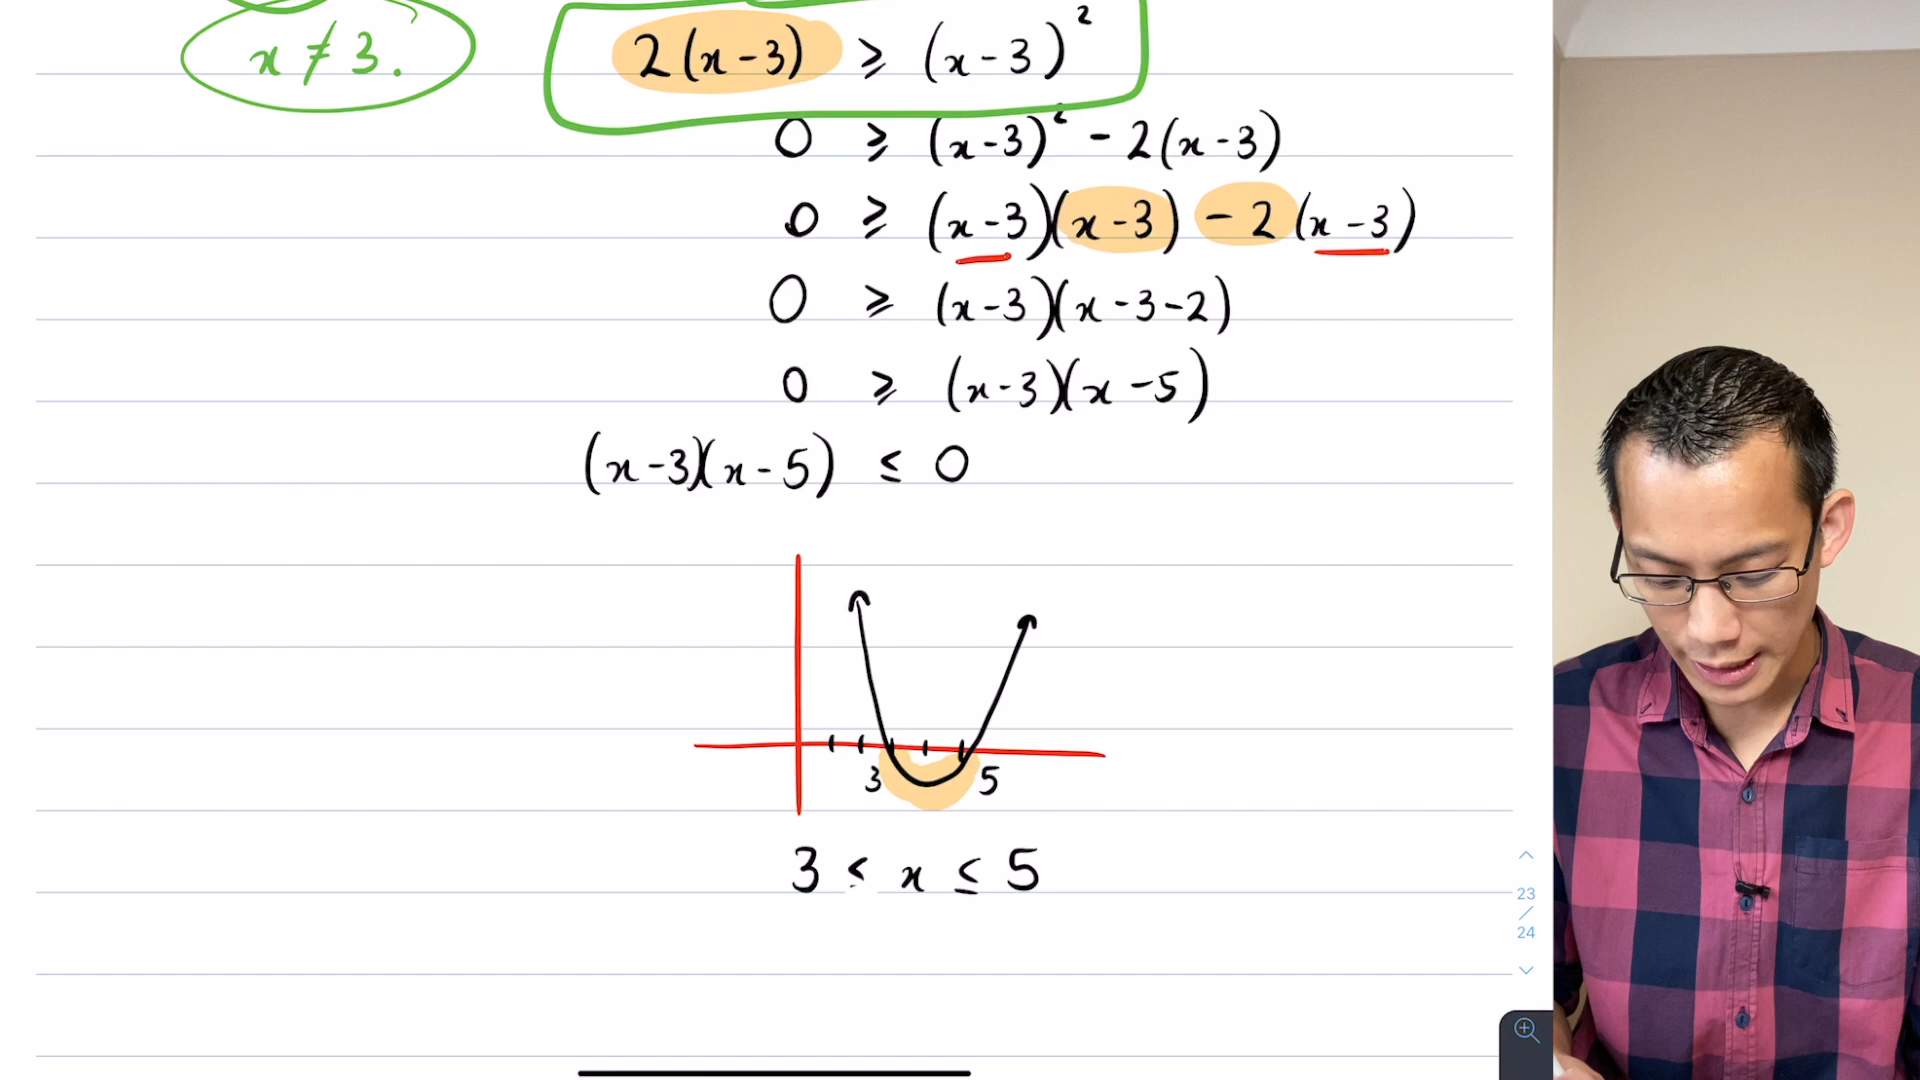 x ≠ 3.
2(x-3) ≥ (x-3)²
0 ≥ (x-3)² - 2(x-3)
0 ≥ (x-3)(x-3) - 2(x-3)
0 ≥ (x-3)(x-3-2)
0 ≥ (x-3)(x-5)
(x-3)(x-5) ≤ 0
3 5
3 < x ≤ 5
23
/
24